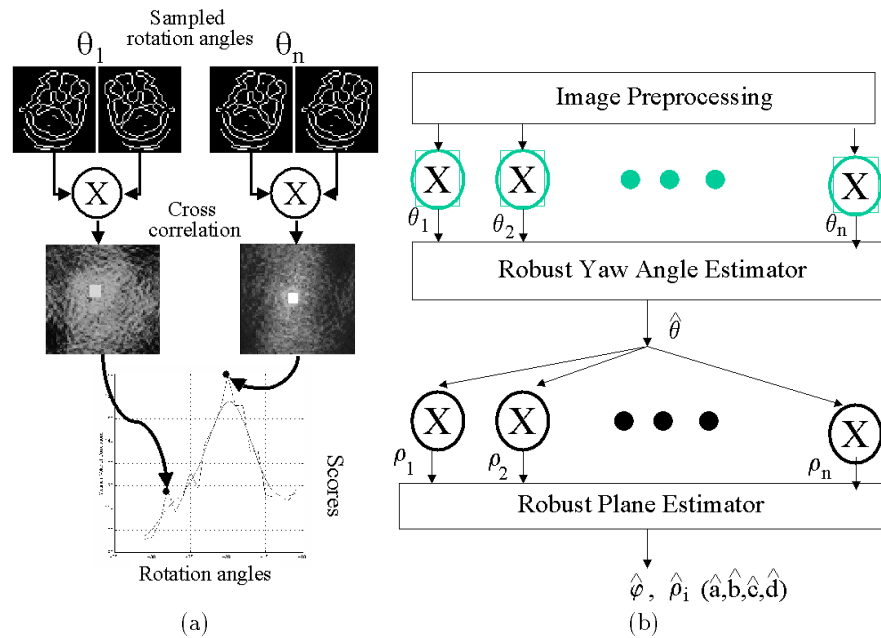 Sampled
rotation angles
θ1 θn
X X
Cross
correlation
Scores
Rotation angles
(a)
Image Preprocessing
X X X
θ1 θ2 θn
Robust Yaw Angle Estimator
θ̂
X X X
ρ1 ρ2 ρn
Robust Plane Estimator
φ̂ , ρ̂i (â,b̂,ĉ,d̂)
(b)